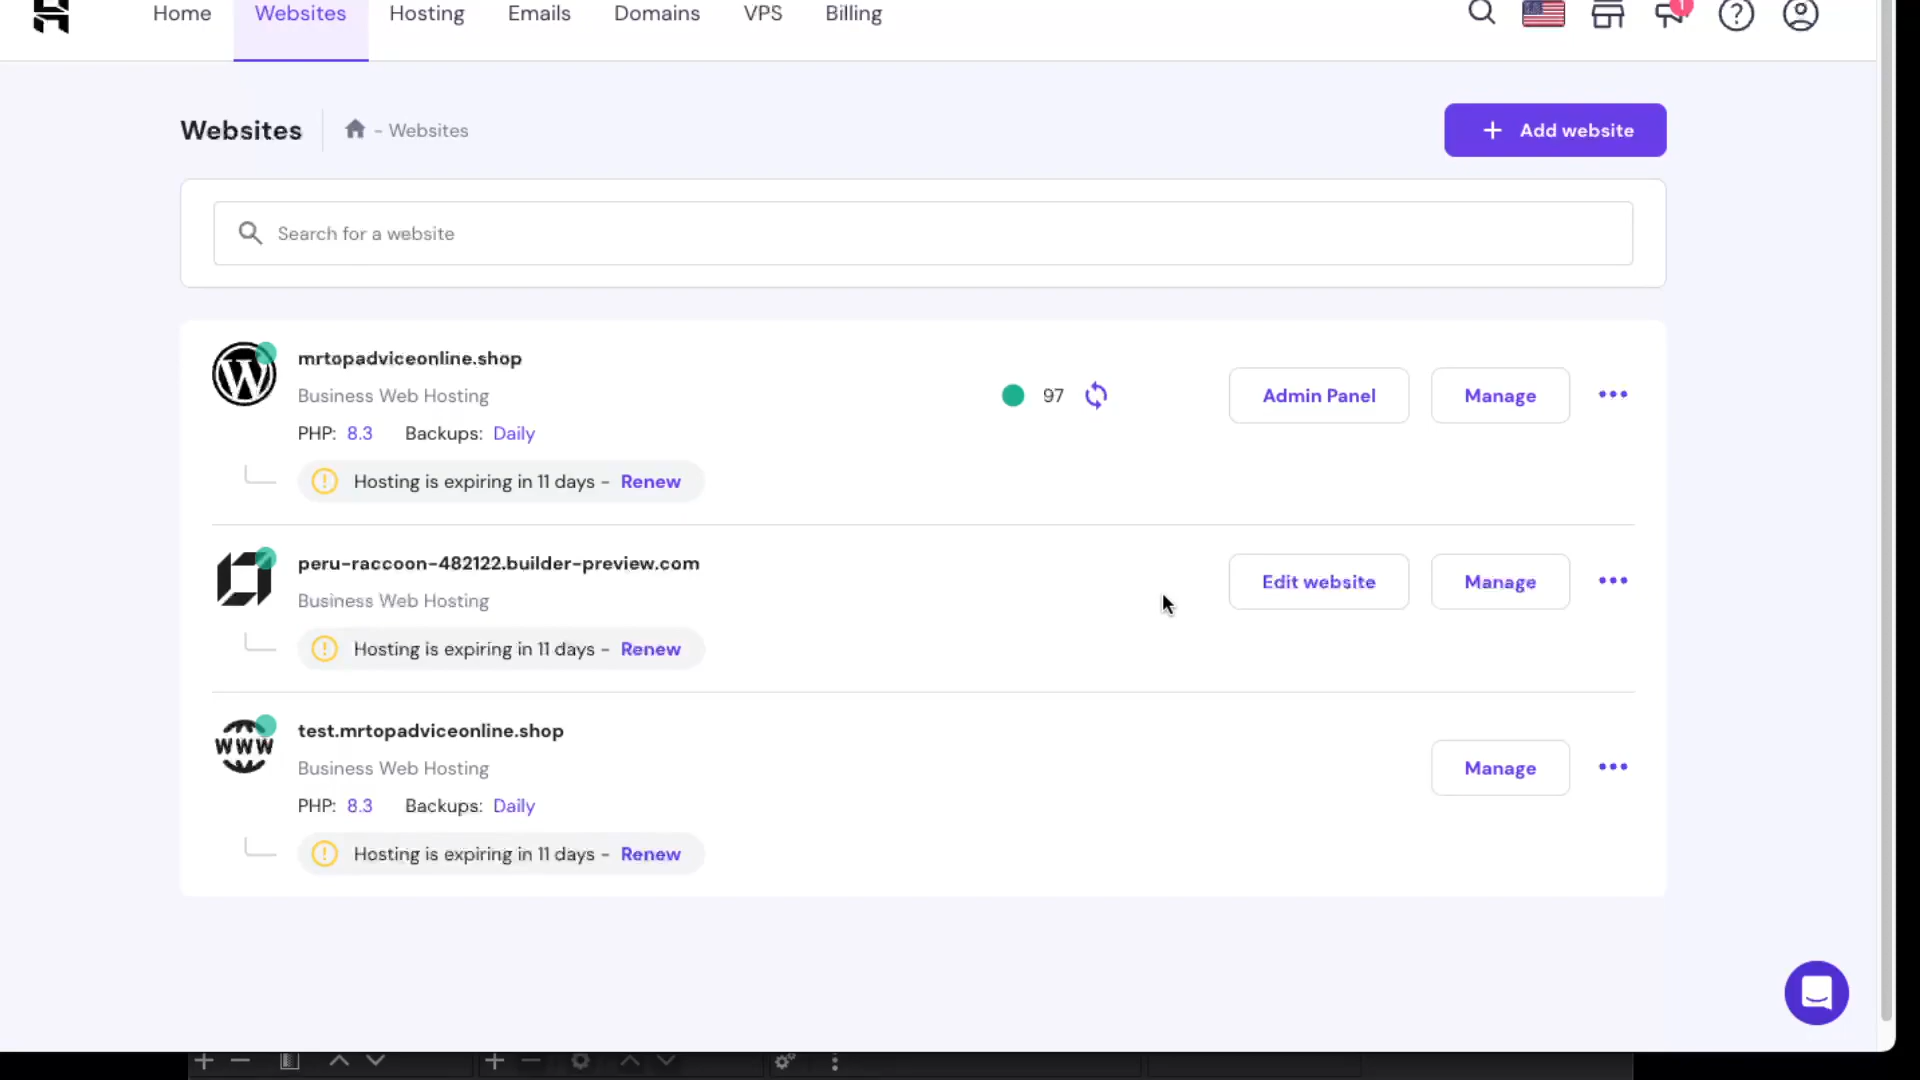 Home Websites Hosting Emails Domains VPS Billing
1
Websites - Websites
+ Add website
Search for a website
mrtopadviceonline.shop
Business Web Hosting
97
Admin Panel
Manage
PHP: 8.3 Backups: Daily
Hosting is expiring in 11 days - Renew
peru-raccoon-482122.builder-preview.com
Business Web Hosting
Edit website
Manage
Hosting is expiring in 11 days - Renew
WWW
test.mrtopadviceonline.shop
Business Web Hosting
Manage
PHP: 8.3 Backups: Daily
Hosting is expiring in 11 days - Renew